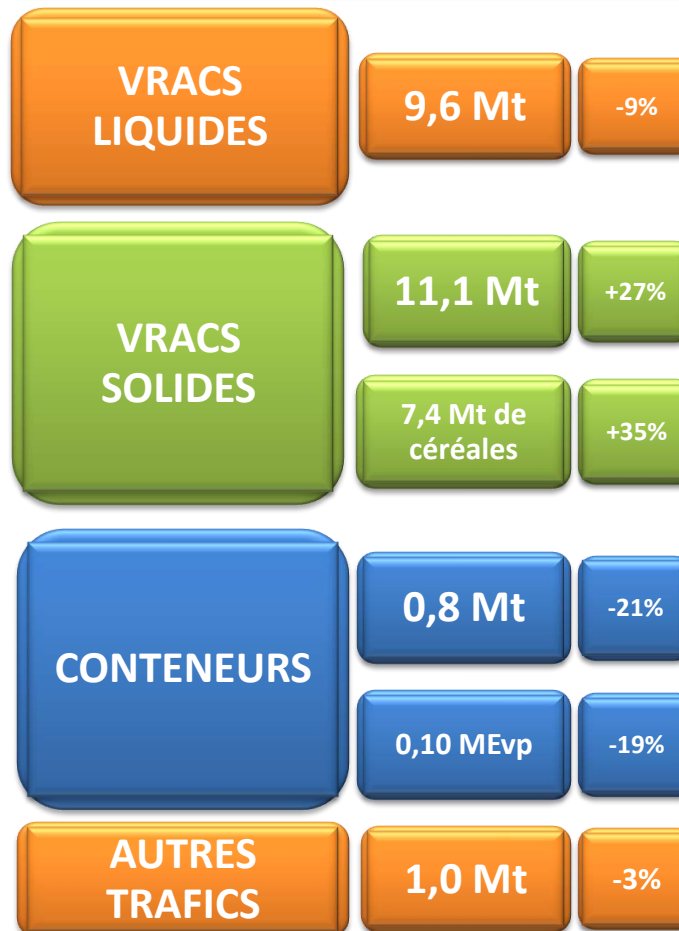 VRACS
LIQUIDES
9,6 Mt
-9%
VRACS
SOLIDES
11,1 Mt
+27%
7,4 Mt de
céréales
+35%
CONTENEURS
0,8 Mt
-21%
0,10 MEvp
-19%
AUTRES
TRAFICS
1,0 Mt
-3%